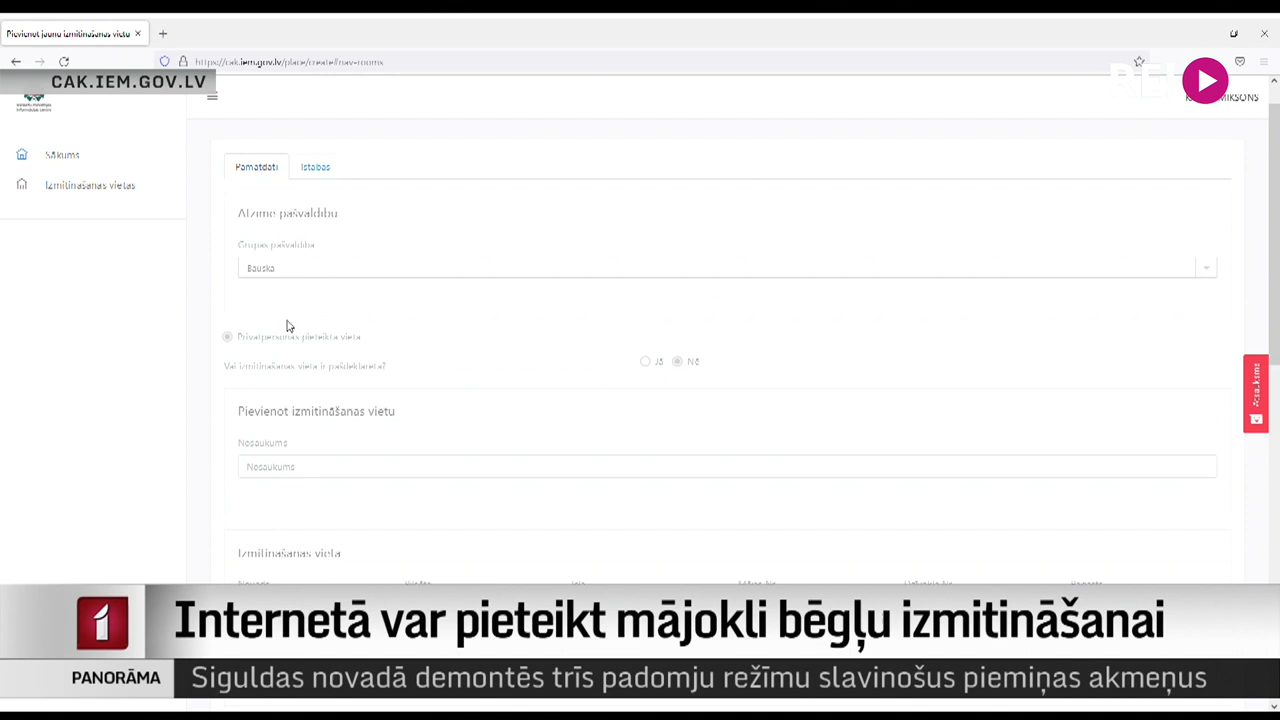 Pievienot jaunu izmitināšanas vietu
https://cak.iem.gov.lv/place/create#nav-rooms
CAK.IEM.GOV.LV
Sākums
Izmitināšanas vietas
Pamatdati Istabas
Atzīmē pašvaldību
Grupas pašvaldība
Bauska
Privātpersonas pieteikta vieta
Vai izmitināšanas vieta ir pašdeklarēta? Jā Nē
Pievienot izmitināšanas vietu
Nosaukums
Nosaukums
Izmitināšanas vieta
1
Internetā var pieteikt mājokli bēgļu izmitināšanai
PANORĀMA
Siguldas novadā demontēs trīs padomju režīmu slavinošus piemiņas akmeņus